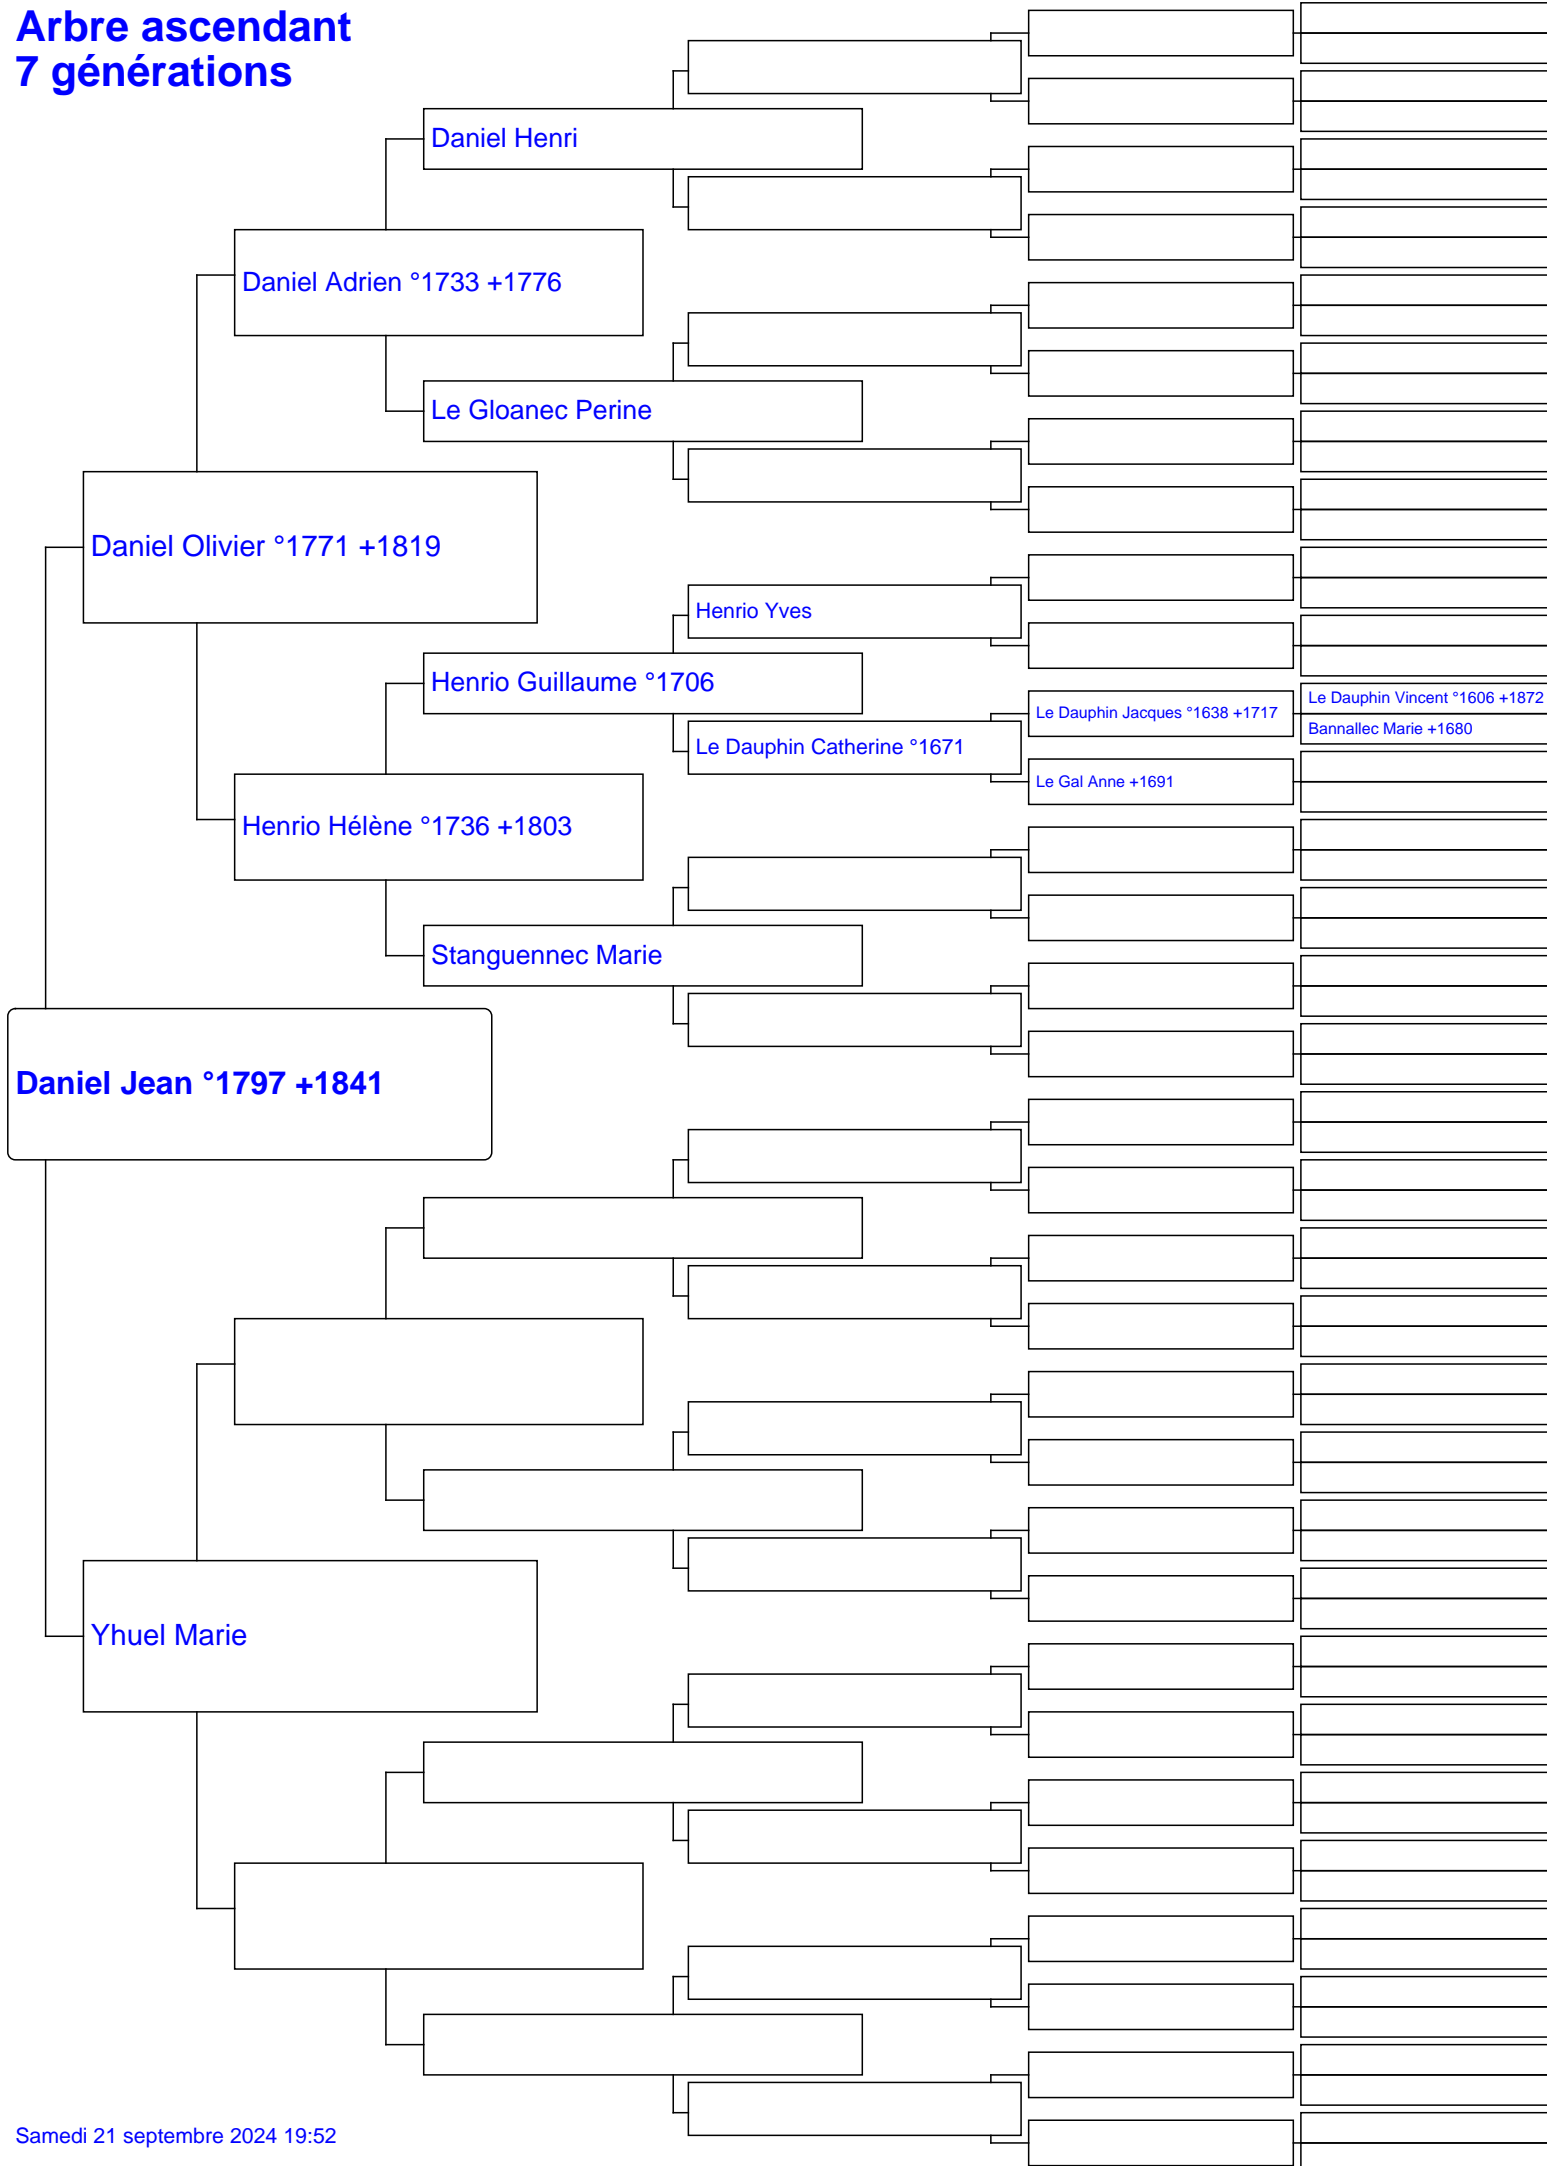 Arbre ascendant
7 générations
Daniel Henri
Daniel Adrien °1733 +1776
Le Gloanec Perine
Daniel Olivier °1771 +1819
Henrio Yves
Henrio Guillaume °1706
Le Dauphin Vincent °1606 +1872
Le Dauphin Jacques °1638 +1717
Bannallec Marie +1680
Le Dauphin Catherine °1671
Le Gal Anne +1691
Henrio Hélène °1736 +1803
Stanguennec Marie
Daniel Jean °1797 +1841
Yhuel Marie
Samedi 21 septembre 2024 19:52